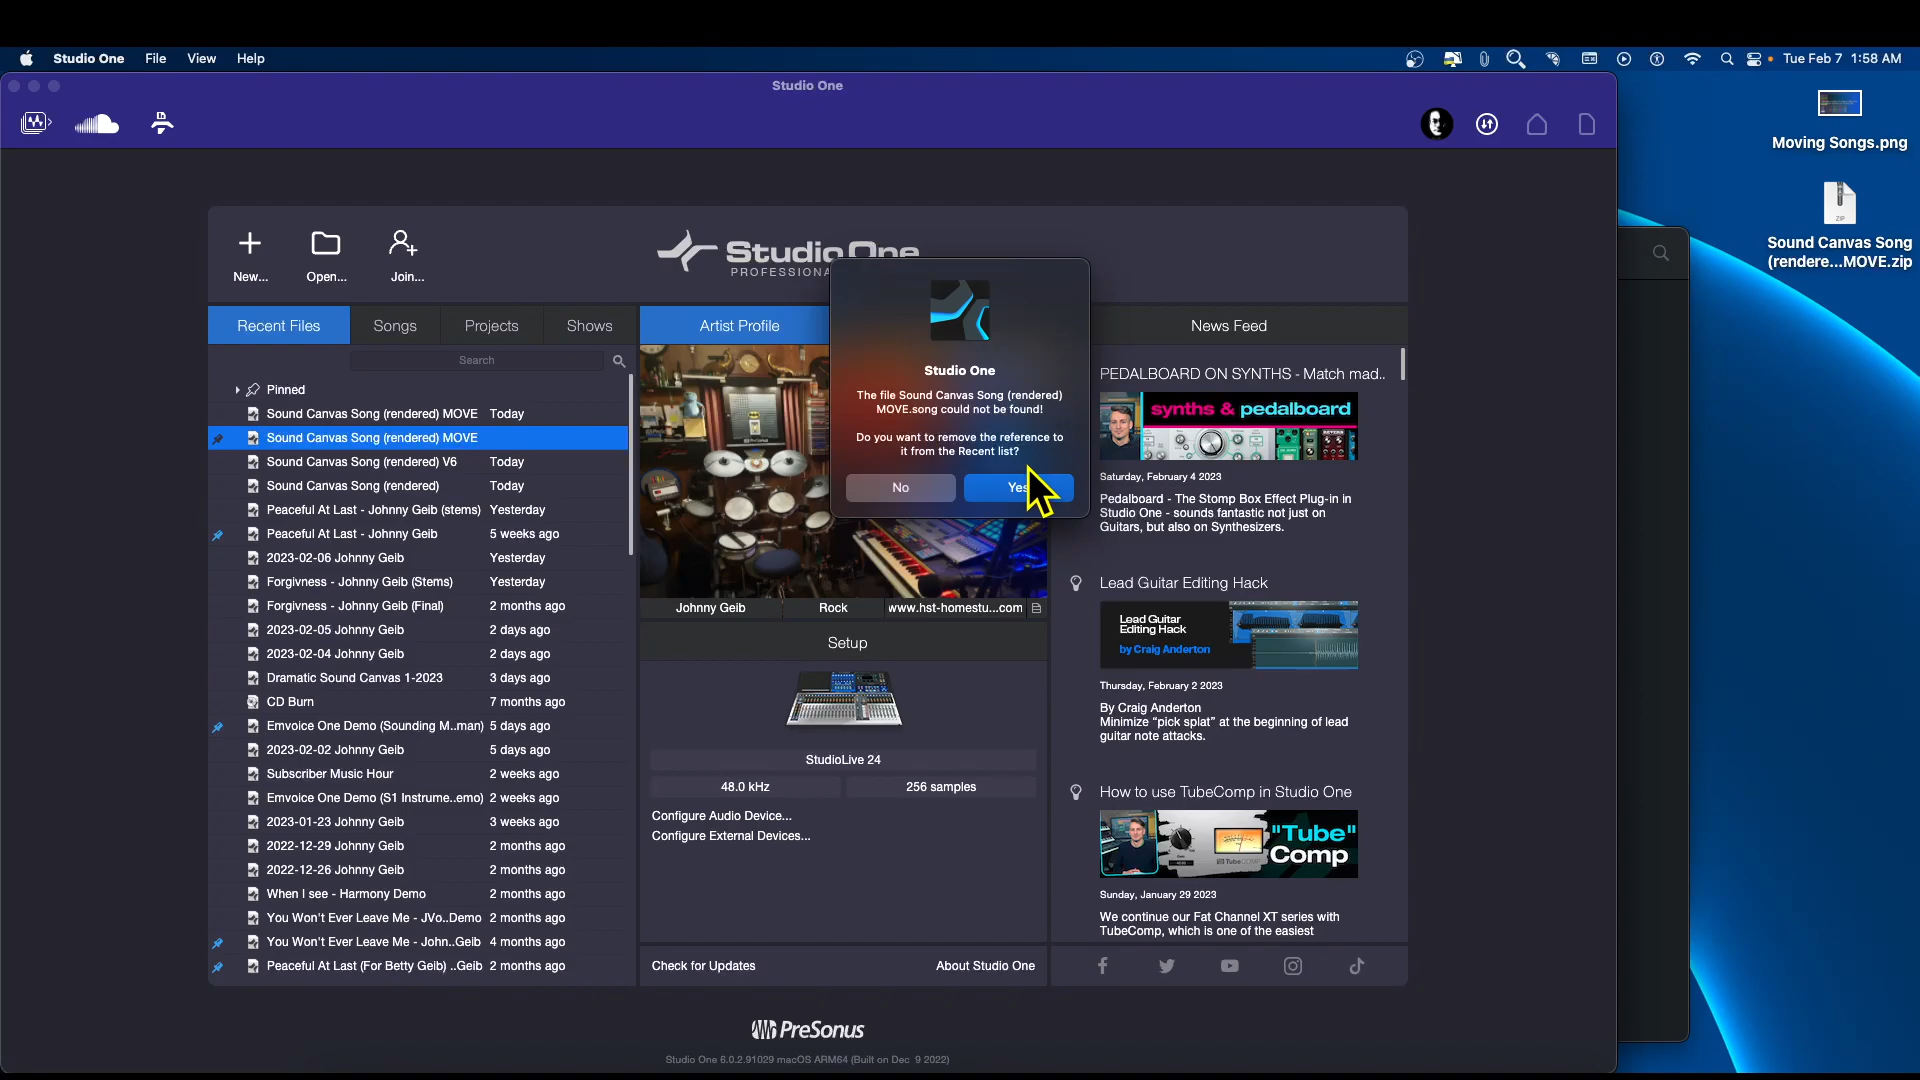 Studio One File View Help
Tue Feb 7 1:58 AM
Studio One
Moving Songs.png
ZIP
Sound Canvas Song
(rendere...MOVE.zip
New...
Open...
Join...
Studio One
PROFESSIONA
Recent Files
Songs
Projects
Shows
Artist Profile
News Feed
Search
Pinned
Sound Canvas Song (rendered) MOVE Today
Sound Canvas Song (rendered) MOVE
Sound Canvas Song (rendered) V6 Today
Sound Canvas Song (rendered) Today
Peaceful At Last - Johnny Geib (stems) Yesterday
Peaceful At Last - Johnny Geib 5 weeks ago
2023-02-06 Johnny Geib Yesterday
Forgivness - Johnny Geib (Stems) Yesterday
Forgivness - Johnny Geib (Final) 2 months ago
2023-02-05 Johnny Geib 2 days ago
2023-02-04 Johnny Geib 2 days ago
Dramatic Sound Canvas 1-2023 3 days ago
CD Burn 7 months ago
Emvoice One Demo (Sounding M..man) 5 days ago
2023-02-02 Johnny Geib 5 days ago
Subscriber Music Hour 2 weeks ago
Emvoice One Demo (S1 Instrume..emo) 2 weeks ago
2023-01-23 Johnny Geib 3 weeks ago
2022-12-29 Johnny Geib 2 months ago
2022-12-26 Johnny Geib 2 months ago
When I see - Harmony Demo 2 months ago
You Won't Ever Leave Me - JVo..Demo 2 months ago
You Won't Ever Leave Me - John..Geib 4 months ago
Peaceful At Last (For Betty Geib) ..Geib 2 months ago
Studio One
The file Sound Canvas Song (rendered)
MOVE.song could not be found!
Do you want to remove the reference to
it from the Recent list?
No
Yes
Johnny Geib
Rock
www.hst-homestu...com
Setup
StudioLive 24
48.0 kHz
256 samples
Configure Audio Device...
Configure External Devices...
Check for Updates
About Studio One
PEDALBOARD ON SYNTHS - Match mad..
synths & pedalboard
Saturday, February 4 2023
Pedalboard - The Stomp Box Effect Plug-in in
Studio One - sounds fantastic not just on
Guitars, but also on Synthesizers.
Lead Guitar Editing Hack
Lead Guitar
Editing Hack
by Craig Anderton
Thursday, February 2 2023
By Craig Anderton
Minimize “pick splat” at the beginning of lead
guitar note attacks.
How to use TubeComp in Studio One
"Tube"
Comp
Sunday, January 29 2023
We continue our Fat Channel XT series with
TubeComp, which is one of the easiest
PreSonus
Studio One 6.0.2.91029 macOS ARM64 (Built on Dec 9 2022)